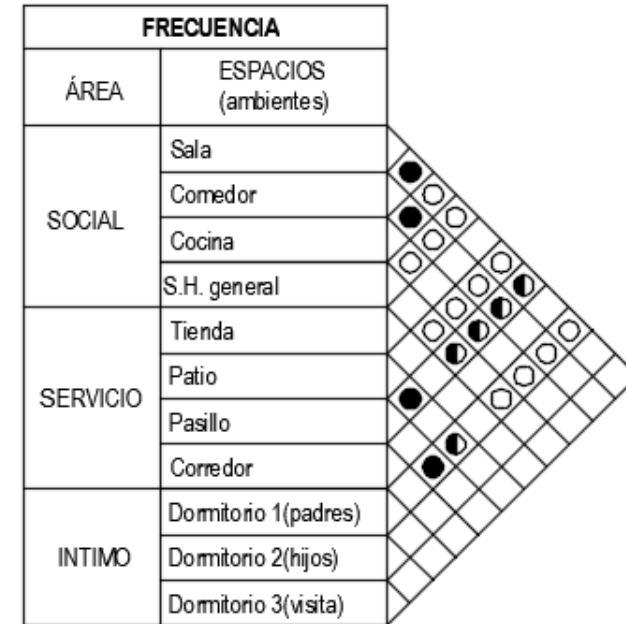 FRECUENCIA
ÁREA
ESPACIOS
(ambientes)
SOCIAL
Sala
Comedor
Cocina
S.H. general
SERVICIO
Tienda
Patio
Pasillo
Corredor
INTIMO
Dormitorio 1(padres)
Dormitorio 2(hijos)
Dormitorio 3(visita)